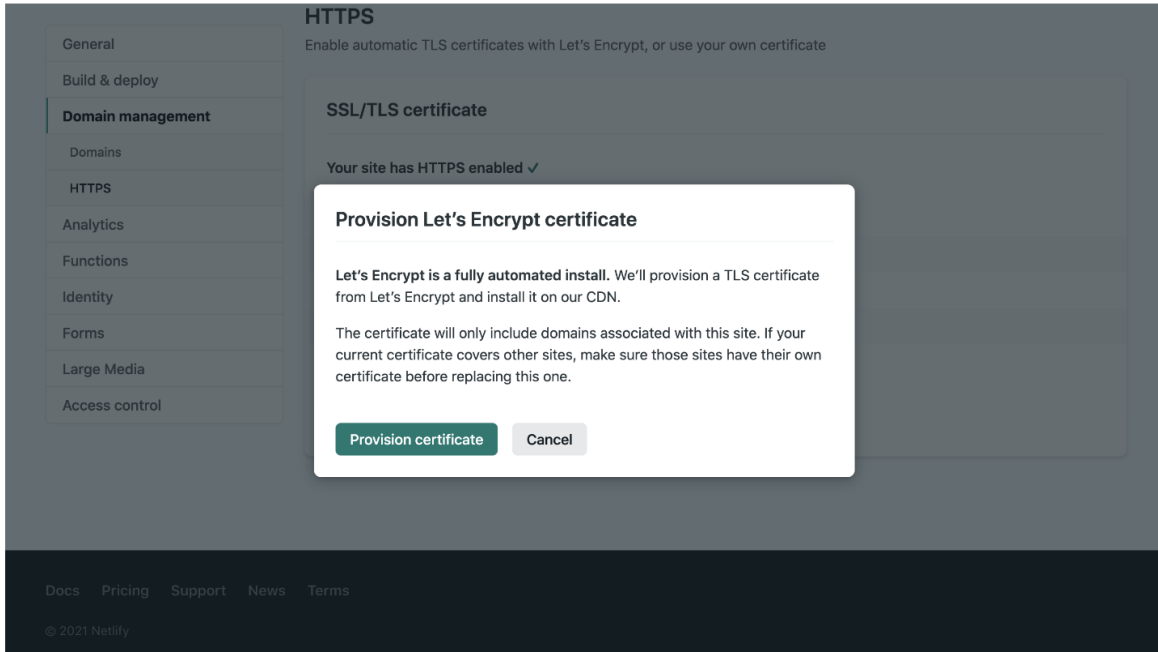 HTTPS
Enable automatic TLS certificates with Let's Encrypt, or use your own certificate
General
Build & deploy
Domain management
Domains
HTTPS
Analytics
Functions
Identity
Forms
Large Media
Access control
SSL/TLS certificate
Your site has HTTPS enabled ✓
Provision Let's Encrypt certificate
Let's Encrypt is a fully automated install. We'll provision a TLS certificate
from Let's Encrypt and install it on our CDN.
The certificate will only include domains associated with this site. If your
current certificate covers other sites, make sure those sites have their own
certificate before replacing this one.
Provision certificate Cancel
Docs Pricing Support News Terms
© 2021 Netlify